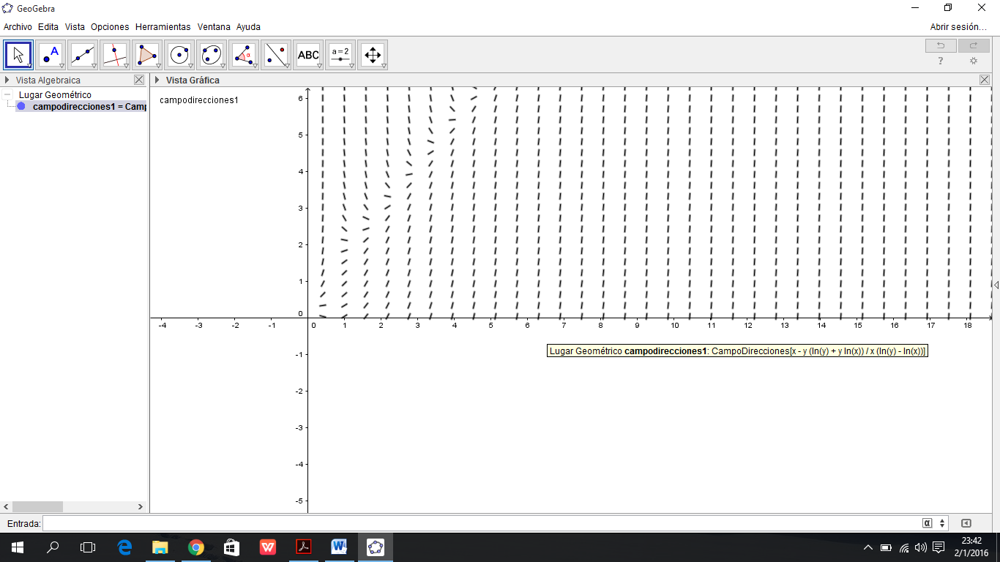 GeoGebra
Archivo Edita Vista Opciones Herramientas Ventana Ayuda
Abrir sesión...
A
α
ABC
a = 2
?
Vista Algebraica
Vista Gráfica
Lugar Geométrico
campodirecciones1 = Camp
campodirecciones1
6
5
4
3
2
1
0
-4 -3 -2 -1 0 1 2 3 4 5 6 7 8 9 10 11 12 13 14 15 16 17 18
-1
-2
-3
-4
-5
Lugar Geométrico campodirecciones1: CampoDirecciones[x - y (ln(y) + y ln(x)) / x (ln(y) - ln(x))]
Entrada:
α
W
W
23:42
2/1/2016